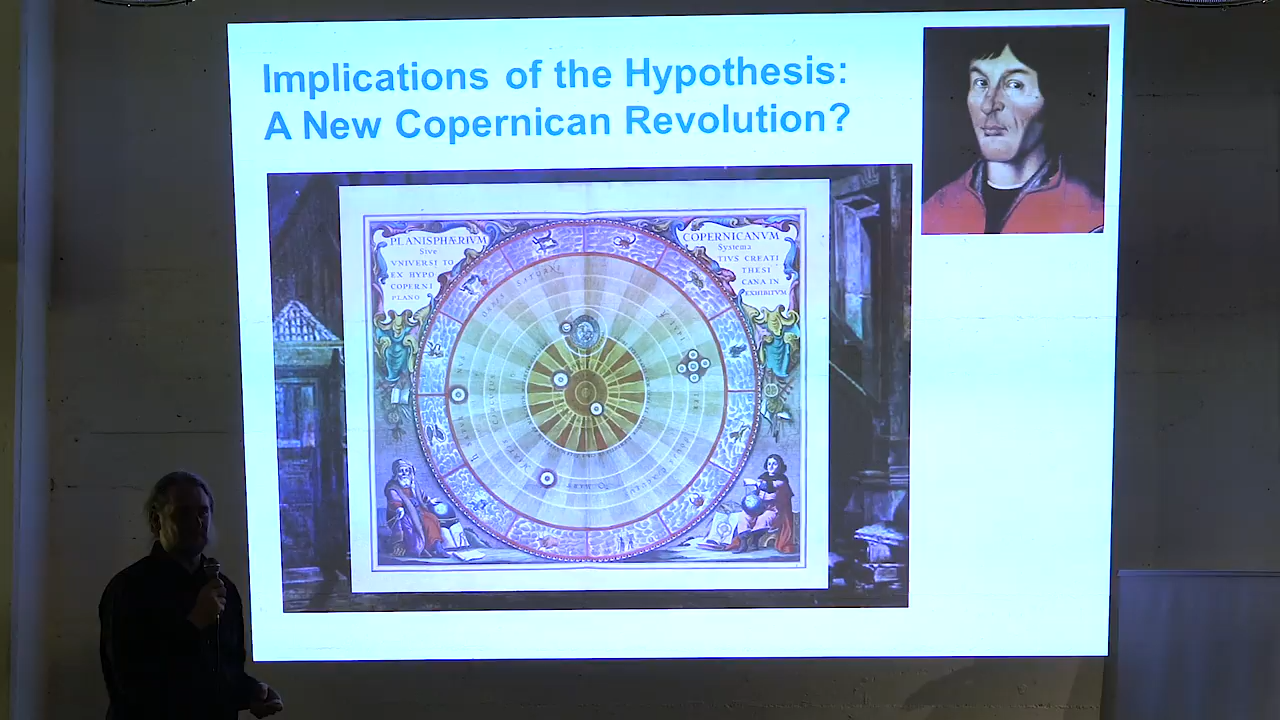 Implications of the Hypothesis:
A New Copernican Revolution?
PLANISPHÆRIVM
Sive
VNIVERSI TO
EX HYPO
COPERNI
PLANO
COPERNICANVM
Systema
TIVS CREATI
THESI
CANA IN
EXHIBITVM